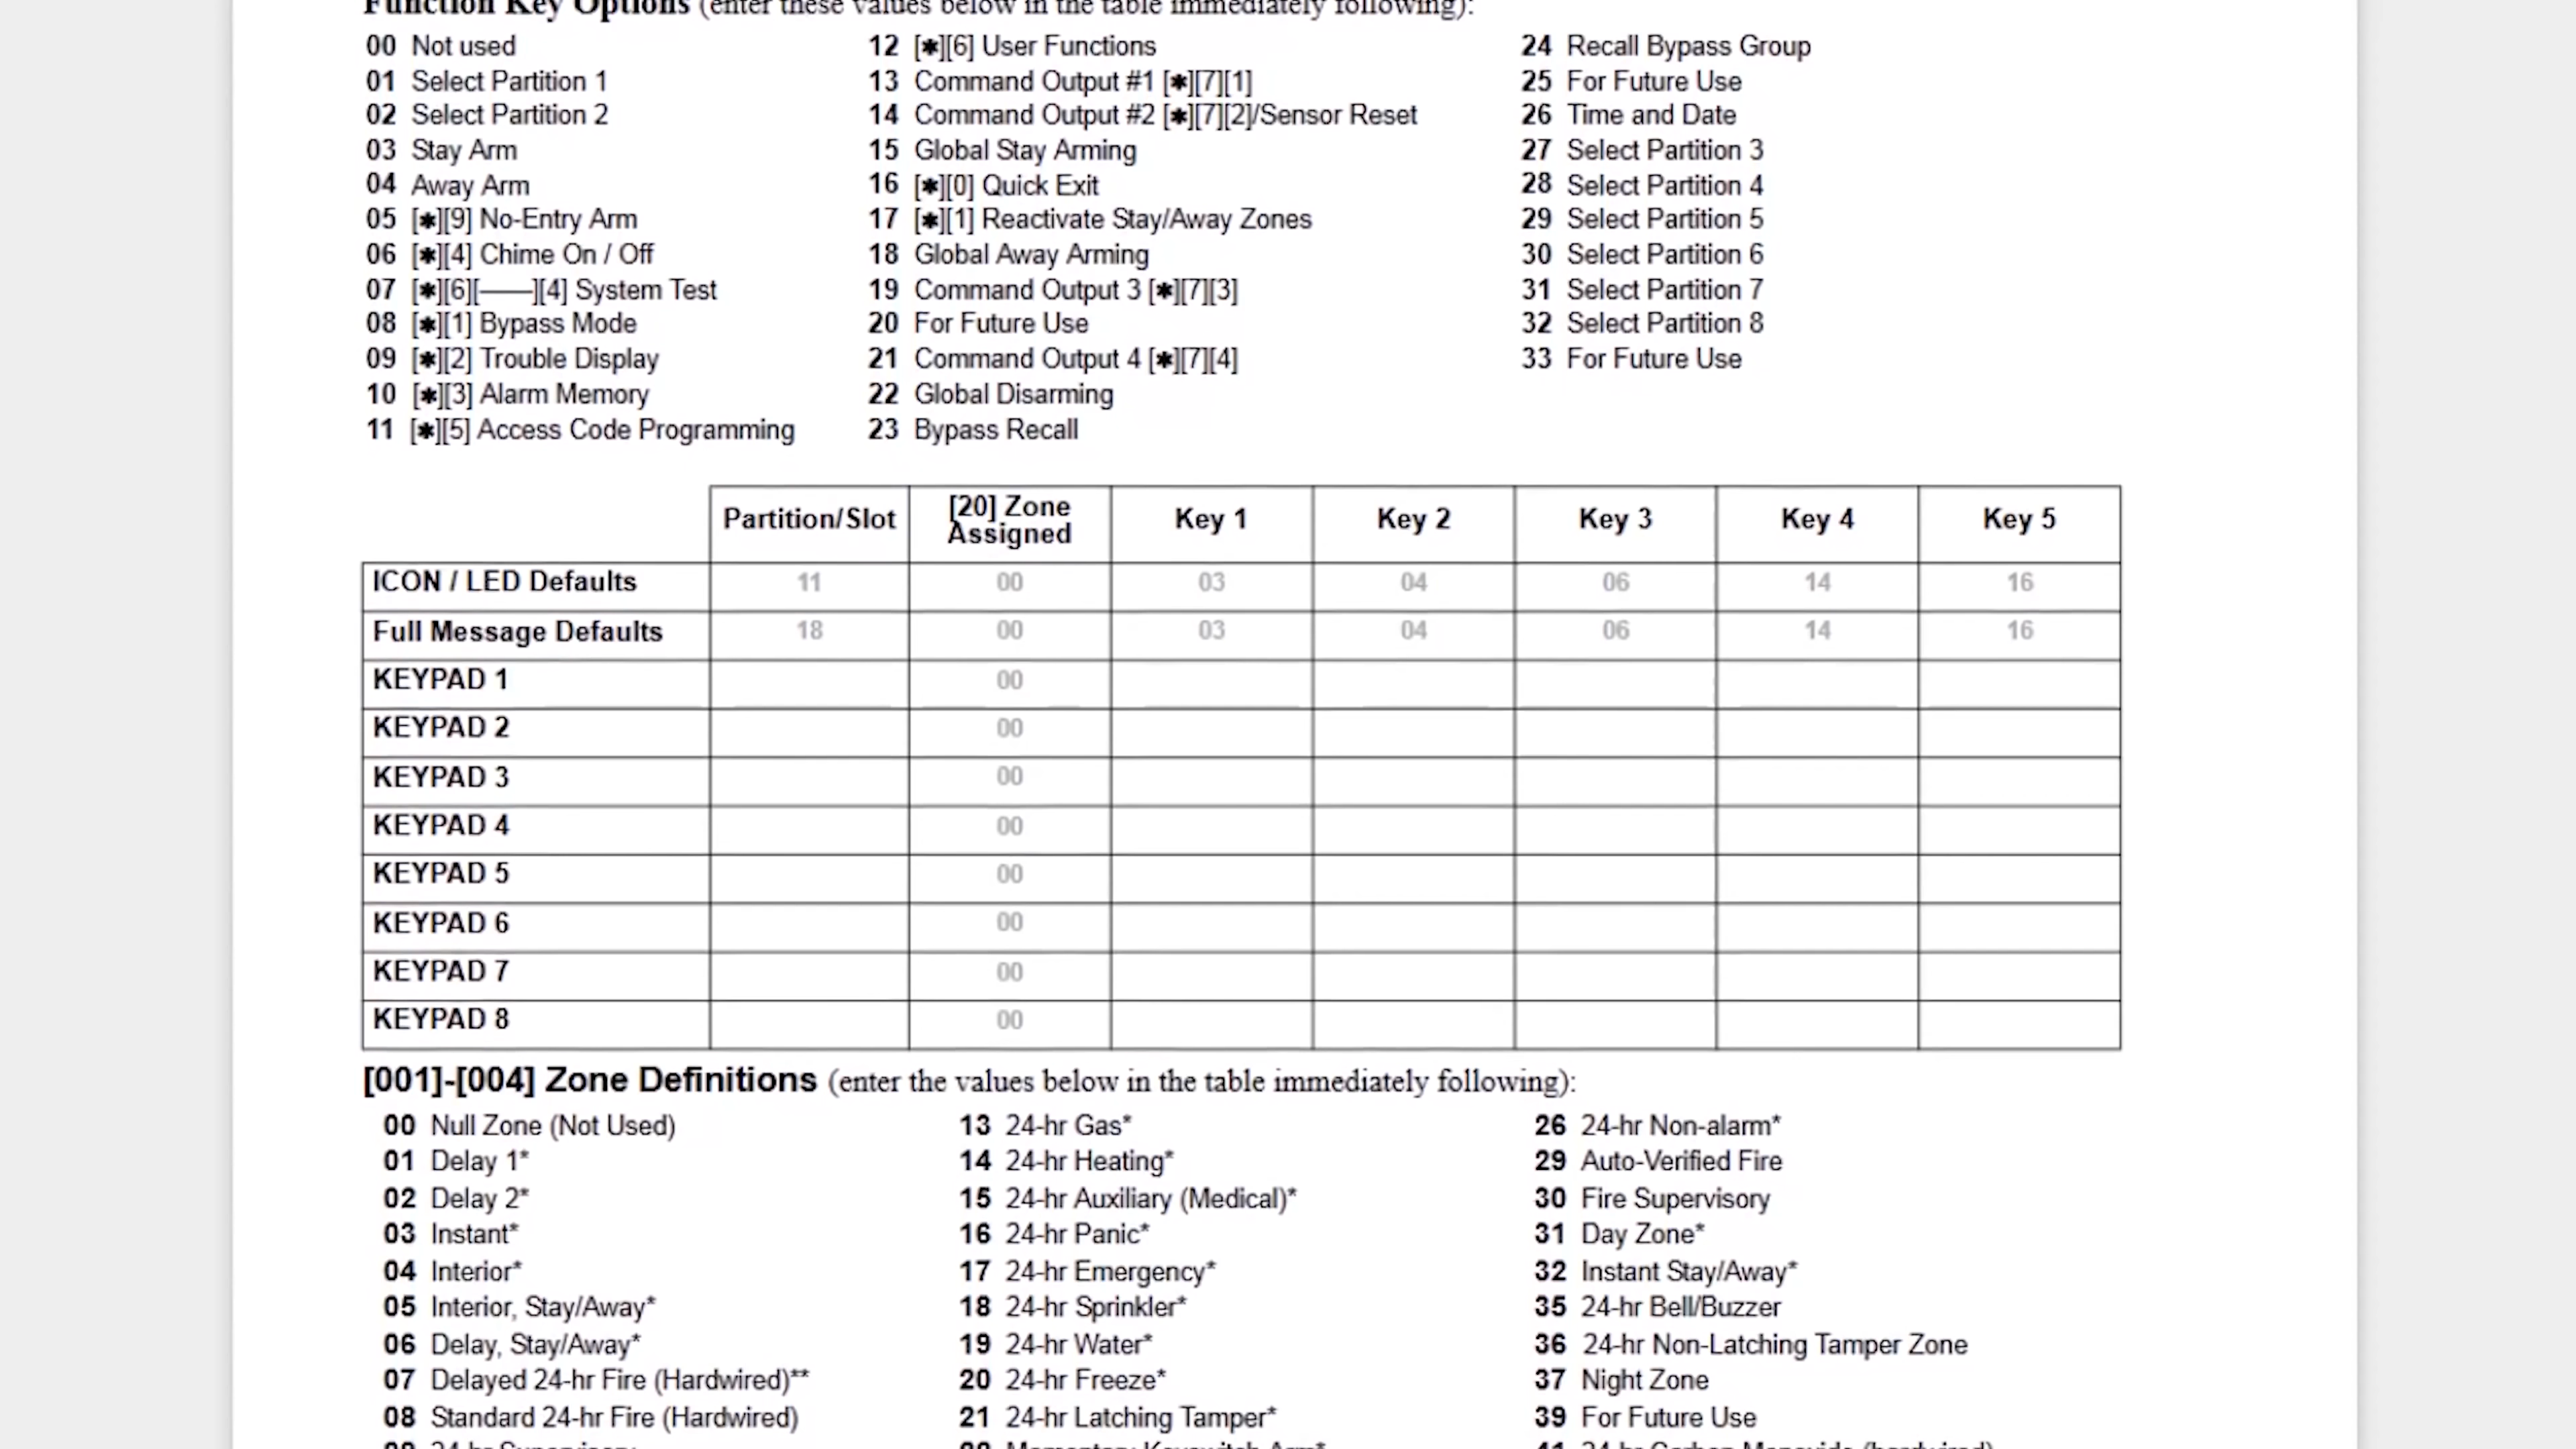 Function Key Options (enter these values below in the table immediately following):
00 Not used
01 Select Partition 1
02 Select Partition 2
03 Stay Arm
04 Away Arm
05 [✱][9] No-Entry Arm
06 [✱][4] Chime On / Off
07 [✱][6][——][4] System Test
08 [✱][1] Bypass Mode
09 [✱][2] Trouble Display
10 [✱][3] Alarm Memory
11 [✱][5] Access Code Programming
12 [✱][6] User Functions
13 Command Output #1 [✱][7][1]
14 Command Output #2 [✱][7][2]/Sensor Reset
15 Global Stay Arming
16 [✱][0] Quick Exit
17 [✱][1] Reactivate Stay/Away Zones
18 Global Away Arming
19 Command Output 3 [✱][7][3]
20 For Future Use
21 Command Output 4 [✱][7][4]
22 Global Disarming
23 Bypass Recall
24 Recall Bypass Group
25 For Future Use
26 Time and Date
27 Select Partition 3
28 Select Partition 4
29 Select Partition 5
30 Select Partition 6
31 Select Partition 7
32 Select Partition 8
33 For Future Use
Partition/Slot [20] Zone Assigned Key 1 Key 2 Key 3 Key 4 Key 5
ICON / LED Defaults 11 00 03 04 06 14 16
Full Message Defaults 18 00 03 04 06 14 16
KEYPAD 1 00
KEYPAD 2 00
KEYPAD 3 00
KEYPAD 4 00
KEYPAD 5 00
KEYPAD 6 00
KEYPAD 7 00
KEYPAD 8 00
[001]-[004] Zone Definitions (enter the values below in the table immediately following):
00 Null Zone (Not Used)
01 Delay 1*
02 Delay 2*
03 Instant*
04 Interior*
05 Interior, Stay/Away*
06 Delay, Stay/Away*
07 Delayed 24-hr Fire (Hardwired)**
08 Standard 24-hr Fire (Hardwired)
13 24-hr Gas*
14 24-hr Heating*
15 24-hr Auxiliary (Medical)*
16 24-hr Panic*
17 24-hr Emergency*
18 24-hr Sprinkler*
19 24-hr Water*
20 24-hr Freeze*
21 24-hr Latching Tamper*
26 24-hr Non-alarm*
29 Auto-Verified Fire
30 Fire Supervisory
31 Day Zone*
32 Instant Stay/Away*
35 24-hr Bell/Buzzer
36 24-hr Non-Latching Tamper Zone
37 Night Zone
39 For Future Use